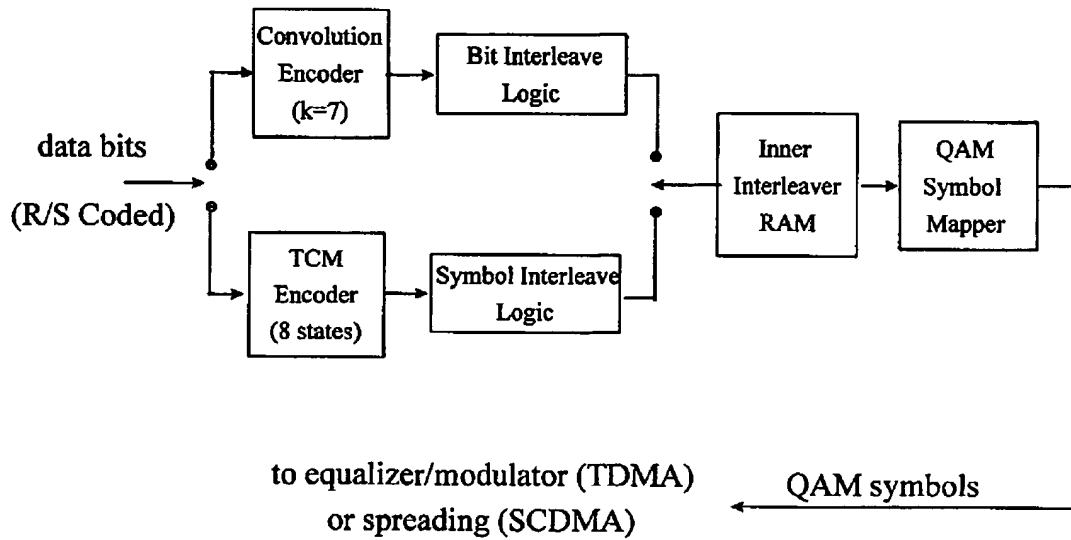 data bits
(R/S Coded)
Convolution
Encoder
(k=7)
Bit Interleave
Logic
TCM
Encoder
(8 states)
Symbol Interleave
Logic
Inner
Interleaver
RAM
QAM
Symbol
Mapper
to equalizer/modulator (TDMA)
or spreading (SCDMA)
QAM symbols